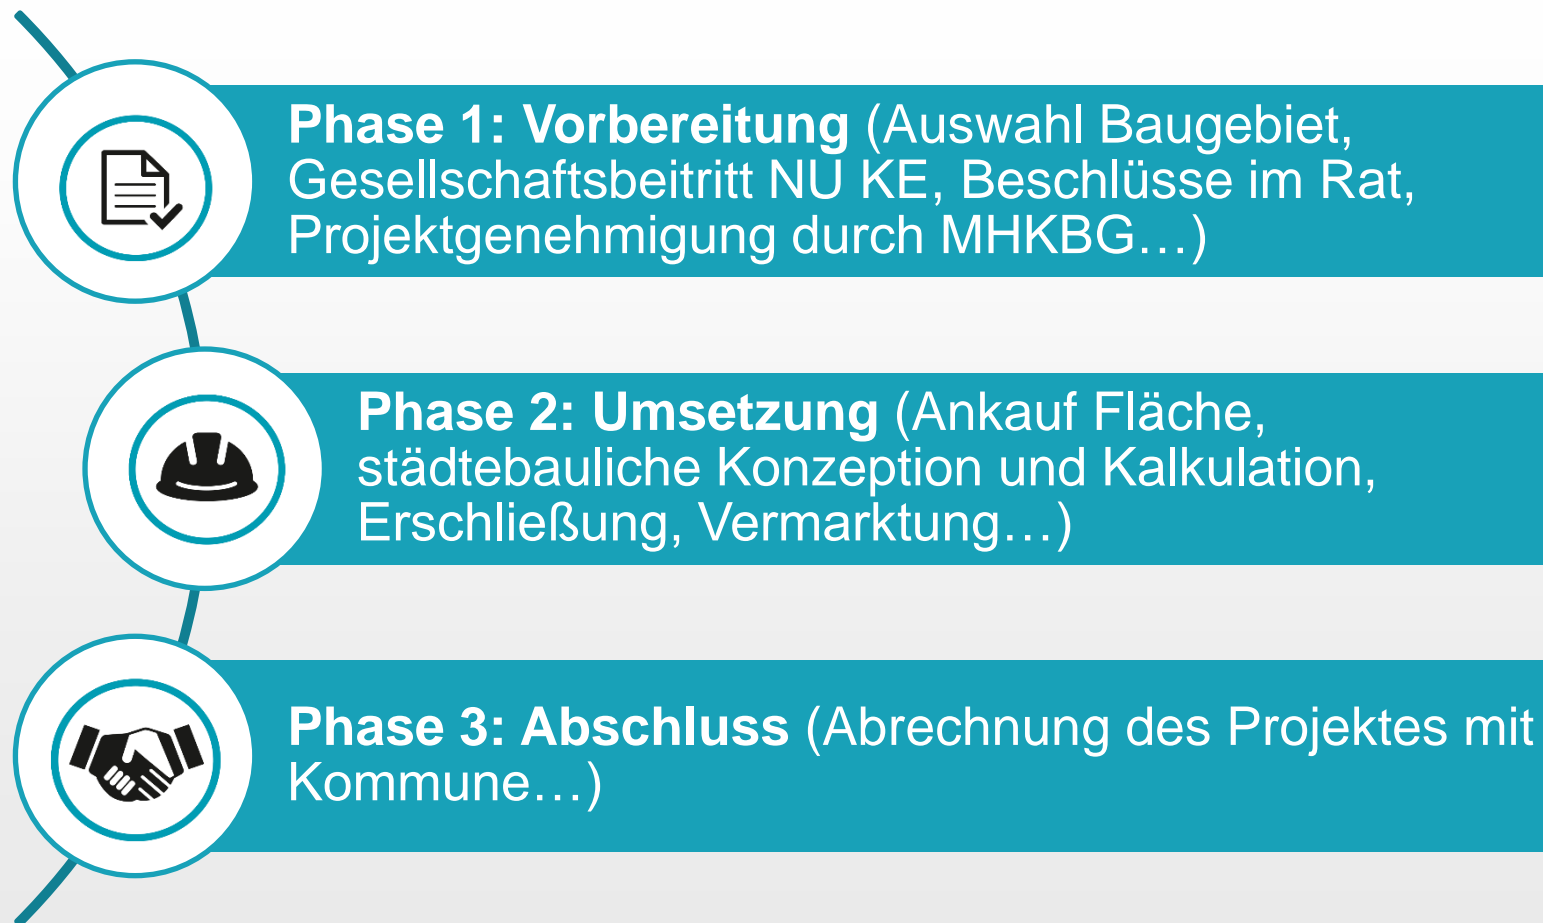 Phase 1: Vorbereitung (Auswahl Baugebiet,
Gesellschaftsbeitritt NU KE, Beschlüsse im Rat,
Projektgenehmigung durch MHKBG…)
Phase 2: Umsetzung (Ankauf Fläche,
städtebauliche Konzeption und Kalkulation,
Erschließung, Vermarktung…)
Phase 3: Abschluss (Abrechnung des Projektes mit
Kommune…)